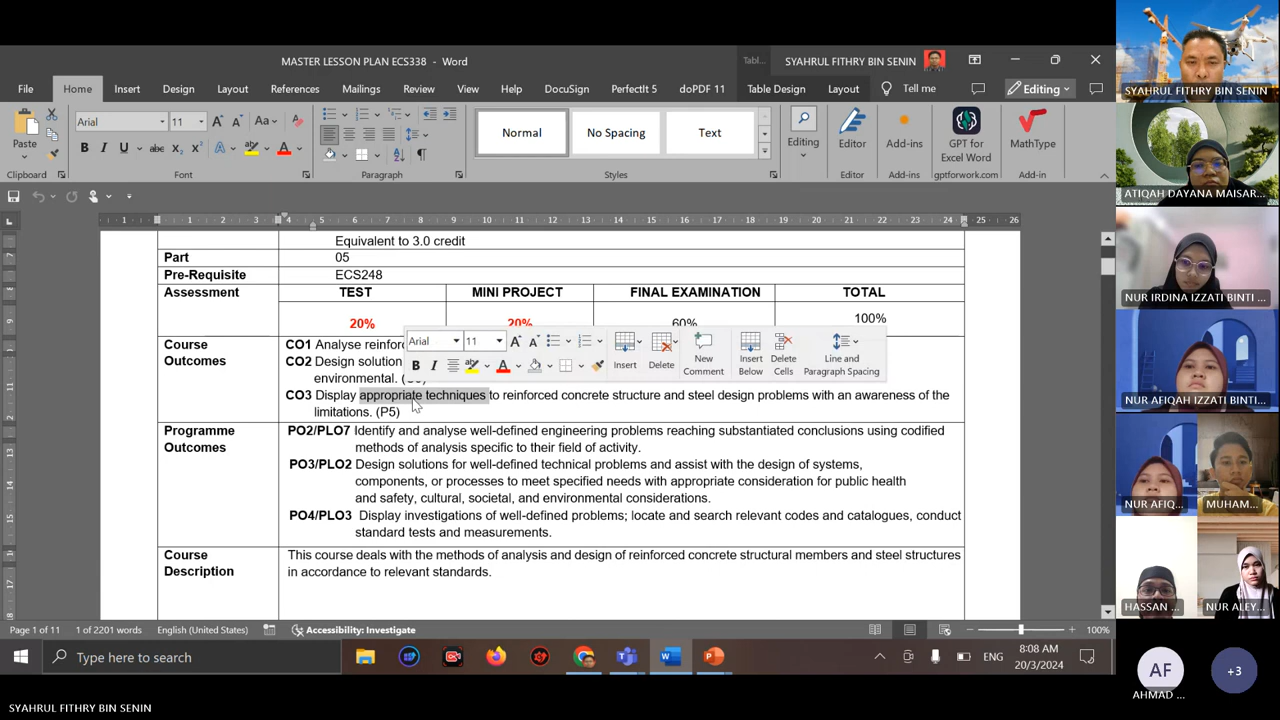 MASTER LESSON PLAN ECS338 - Word
Tabl...
SYAHRUL FITHRY BIN SENIN
File Home Insert Design Layout References Mailings Review View Help DocuSign PerfectIt 5 doPDF 11 Table Design Layout Tell me Editing
Arial 11
Paste
Normal
No Spacing
Text
Editing
Editor
Add-ins
GPT for
Excel Word
MathType
Clipboard
Font
Paragraph
Styles
Editor
Add-ins
gptforwork.com
Add-in
Equivalent to 3.0 credit
Part 05
Pre-Requisite ECS248
Assessment TEST MINI PROJECT FINAL EXAMINATION TOTAL
20% 20% 60% 100%
Arial 11
Insert
Delete
New
Comment
Insert
Below
Delete
Cells
Line and
Paragraph Spacing
Course
Outcomes
CO1 Analyse reinfor
CO2 Design solution
environmental.
CO3 Display appropriate techniques to reinforced concrete structure and steel design problems with an awareness of the
limitations. (P5)
Programme
Outcomes
PO2/PLO7 Identify and analyse well-defined engineering problems reaching substantiated conclusions using codified
methods of analysis specific to their field of activity.
PO3/PLO2 Design solutions for well-defined technical problems and assist with the design of systems,
components, or processes to meet specified needs with appropriate consideration for public health
and safety, cultural, societal, and environmental considerations.
PO4/PLO3 Display investigations of well-defined problems; locate and search relevant codes and catalogues, conduct
standard tests and measurements.
Course
Description
This course deals with the methods of analysis and design of reinforced concrete structural members and steel structures
in accordance to relevant standards.
Page 1 of 11 1 of 2201 words English (United States) Accessibility: Investigate 100%
Type here to search
ENG
8:08 AM
20/3/2024
SYAHRUL FITHRY BIN SENIN
SYAHRUL FITHRY BIN SENIN
ATIQAH DAYANA MAISAR...
NUR IRDINA IZZATI BINTI ...
NUR AFIQAH IZZATI BINTI ...
NUR AFIQ...
MUHAM...
HASSAN ...
NUR ALEY...
AF
AHMAD ...
+3